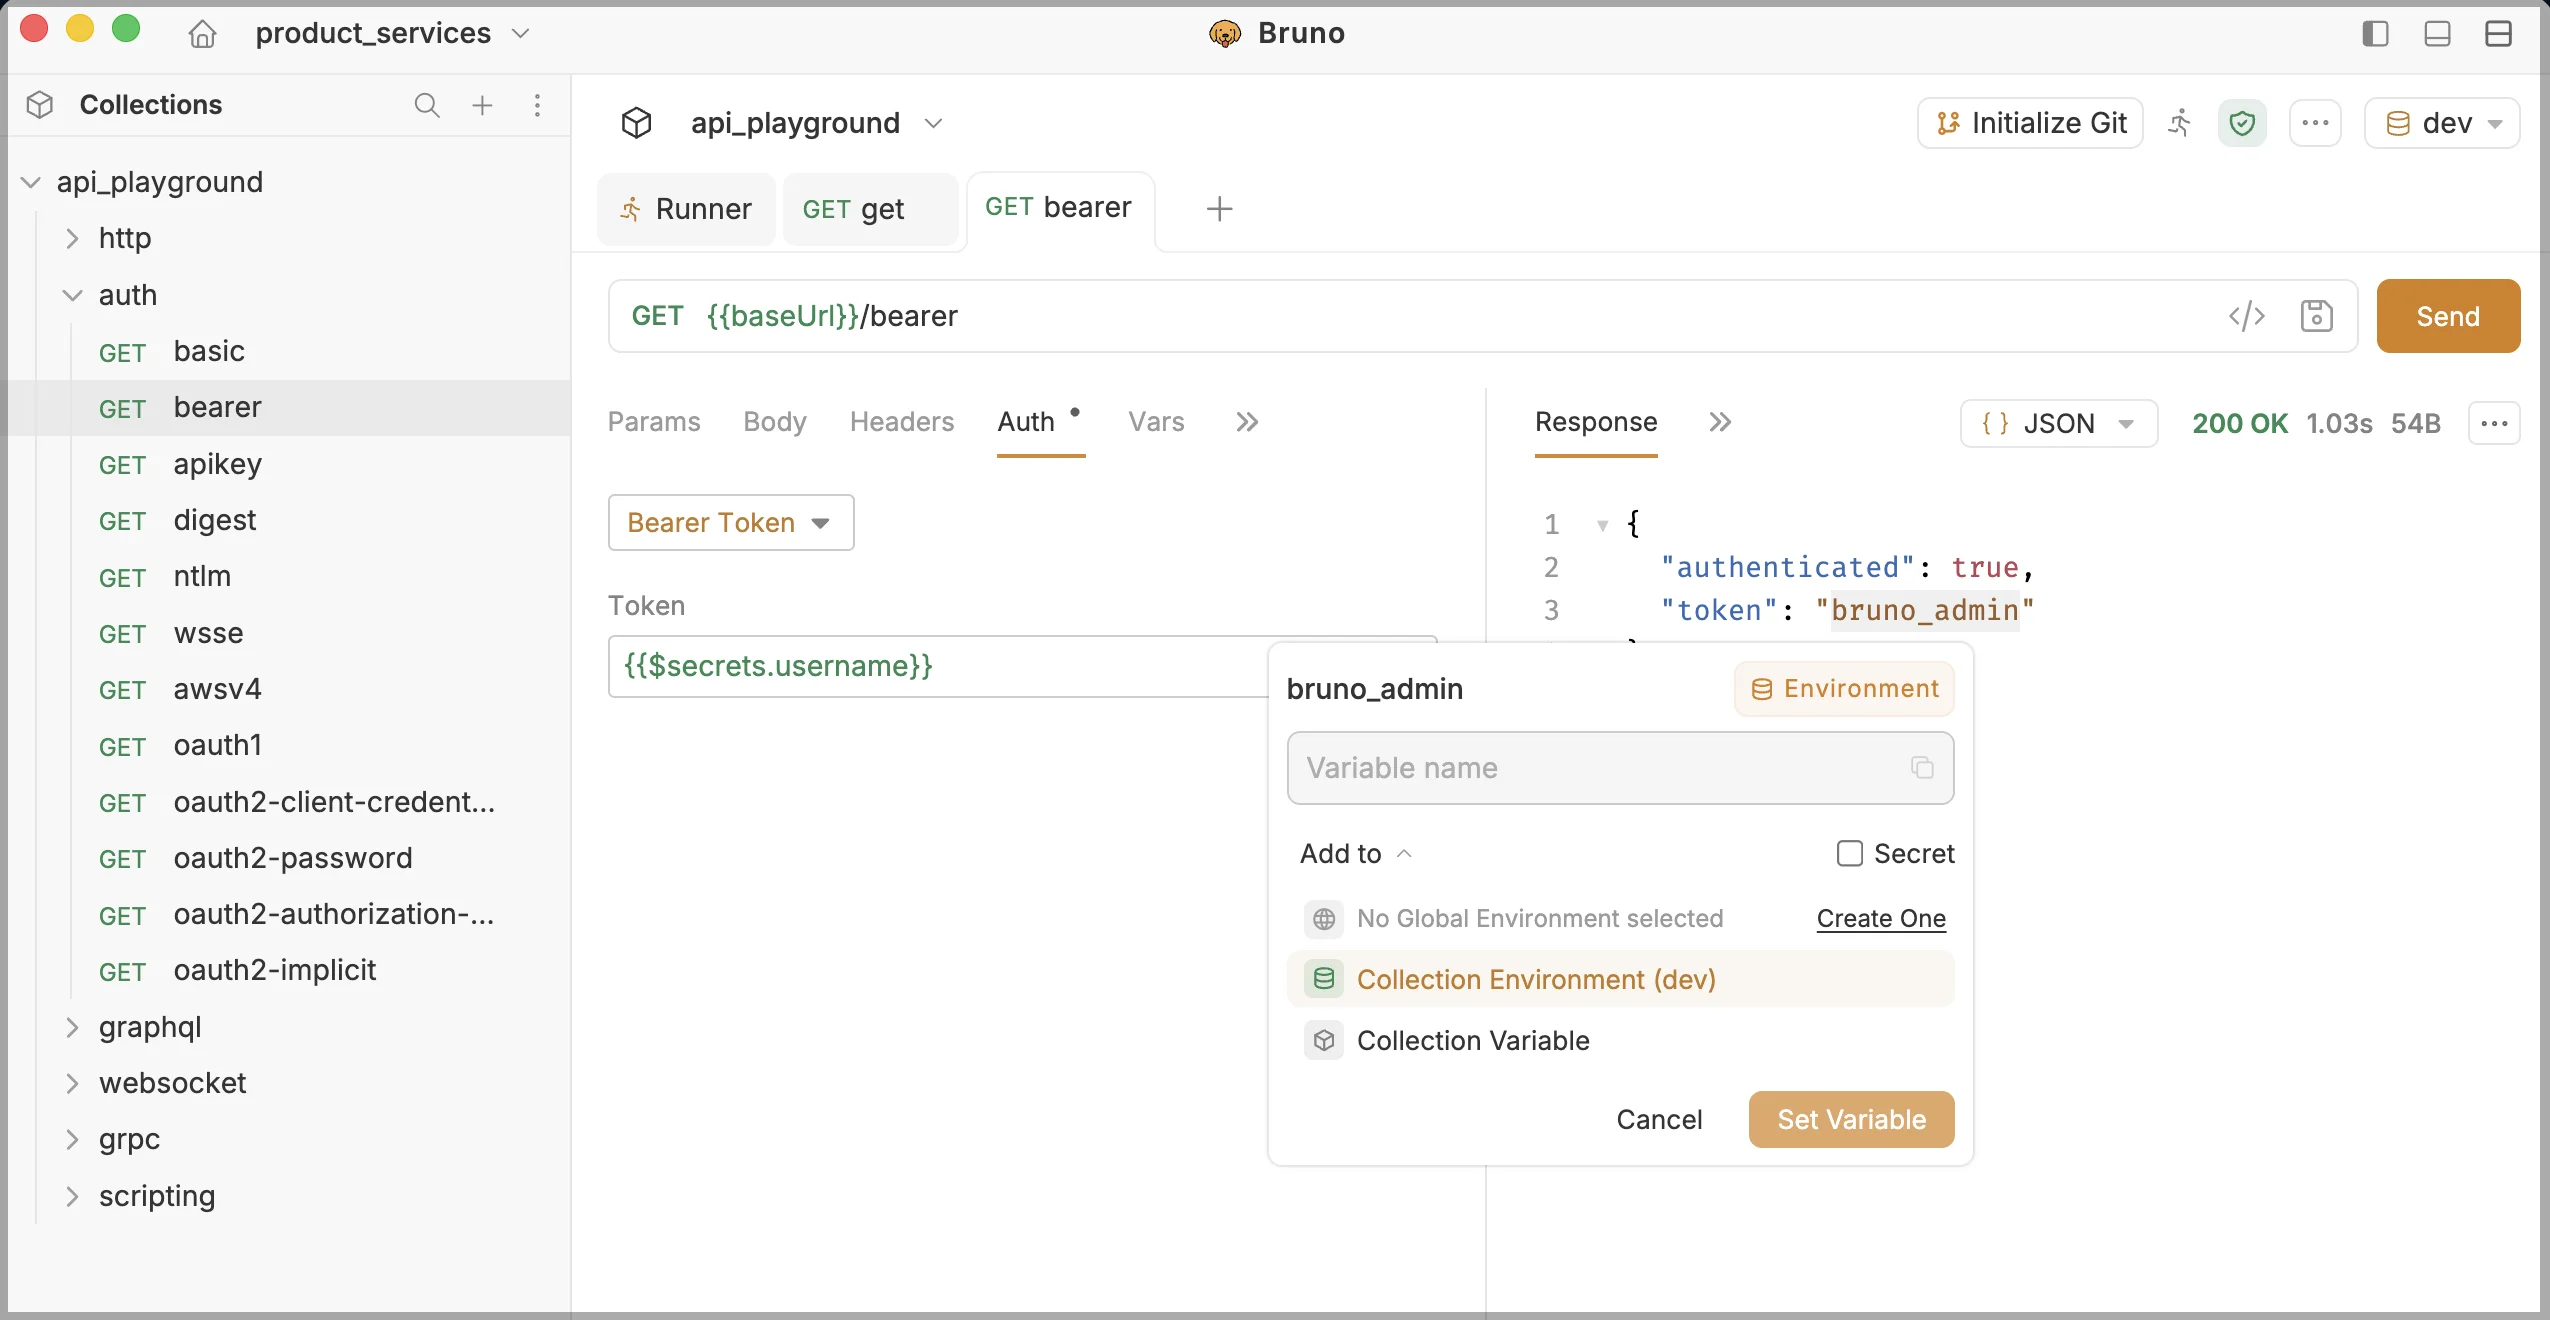 product_services
Bruno
Collections
api_playground
http
auth
GET basic
GET bearer
GET apikey
GET digest
GET ntlm
GET wsse
GET awsv4
GET oauth1
GET oauth2-client-credent...
GET oauth2-password
GET oauth2-authorization-...
GET oauth2-implicit
graphql
websocket
grpc
scripting
api_playground
Initialize Git
dev
Runner
GET get
GET bearer
GET {{baseUrl}}/bearer
Send
Params Body Headers Auth Vars
Bearer Token
Token
{{$secrets.username}}
Response
{ } JSON
200 OK 1.03s 54B
1 {
2 "authenticated": true,
3 "token": "bruno_admin"
bruno_admin
Environment
Variable name
Add to
Secret
No Global Environment selected
Create One
Collection Environment (dev)
Collection Variable
Cancel
Set Variable